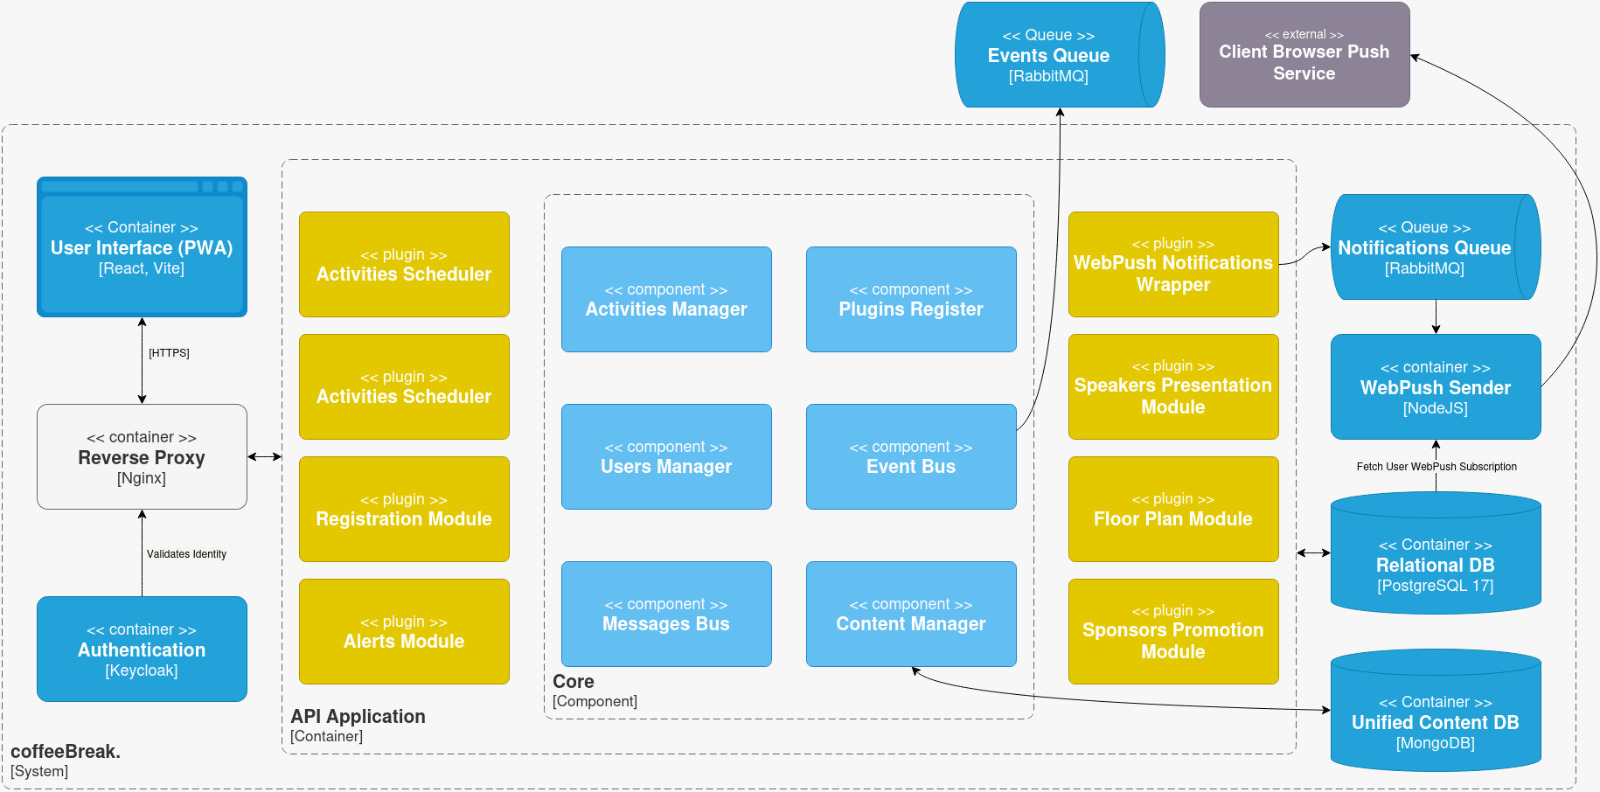 << Queue >>
Events Queue
[RabbitMQ]
<< external >>
Client Browser Push
Service
<< Container >>
User Interface (PWA)
[React, Vite]
[HTTPS]
<< container >>
Reverse Proxy
[Nginx]
Validates Identity
<< container >>
Authentication
[Keycloak]
<< plugin >>
Activities Scheduler
<< plugin >>
Activities Scheduler
<< plugin >>
Registration Module
<< plugin >>
Alerts Module
<< component >>
Activities Manager
<< component >>
Plugins Register
<< component >>
Users Manager
<< component >>
Event Bus
<< component >>
Messages Bus
<< component >>
Content Manager
Core
[Component]
<< plugin >>
WebPush Notifications
Wrapper
<< plugin >>
Speakers Presentation
Module
<< plugin >>
Floor Plan Module
<< plugin >>
Sponsors Promotion
Module
API Application
[Container]
<< Queue >>
Notifications Queue
[RabbitMQ]
<< container >>
WebPush Sender
[NodeJS]
Fetch User WebPush Subscription
<< Container >>
Relational DB
[PostgreSQL 17]
<< Container >>
Unified Content DB
[MongoDB]
coffeeBreak.
[System]